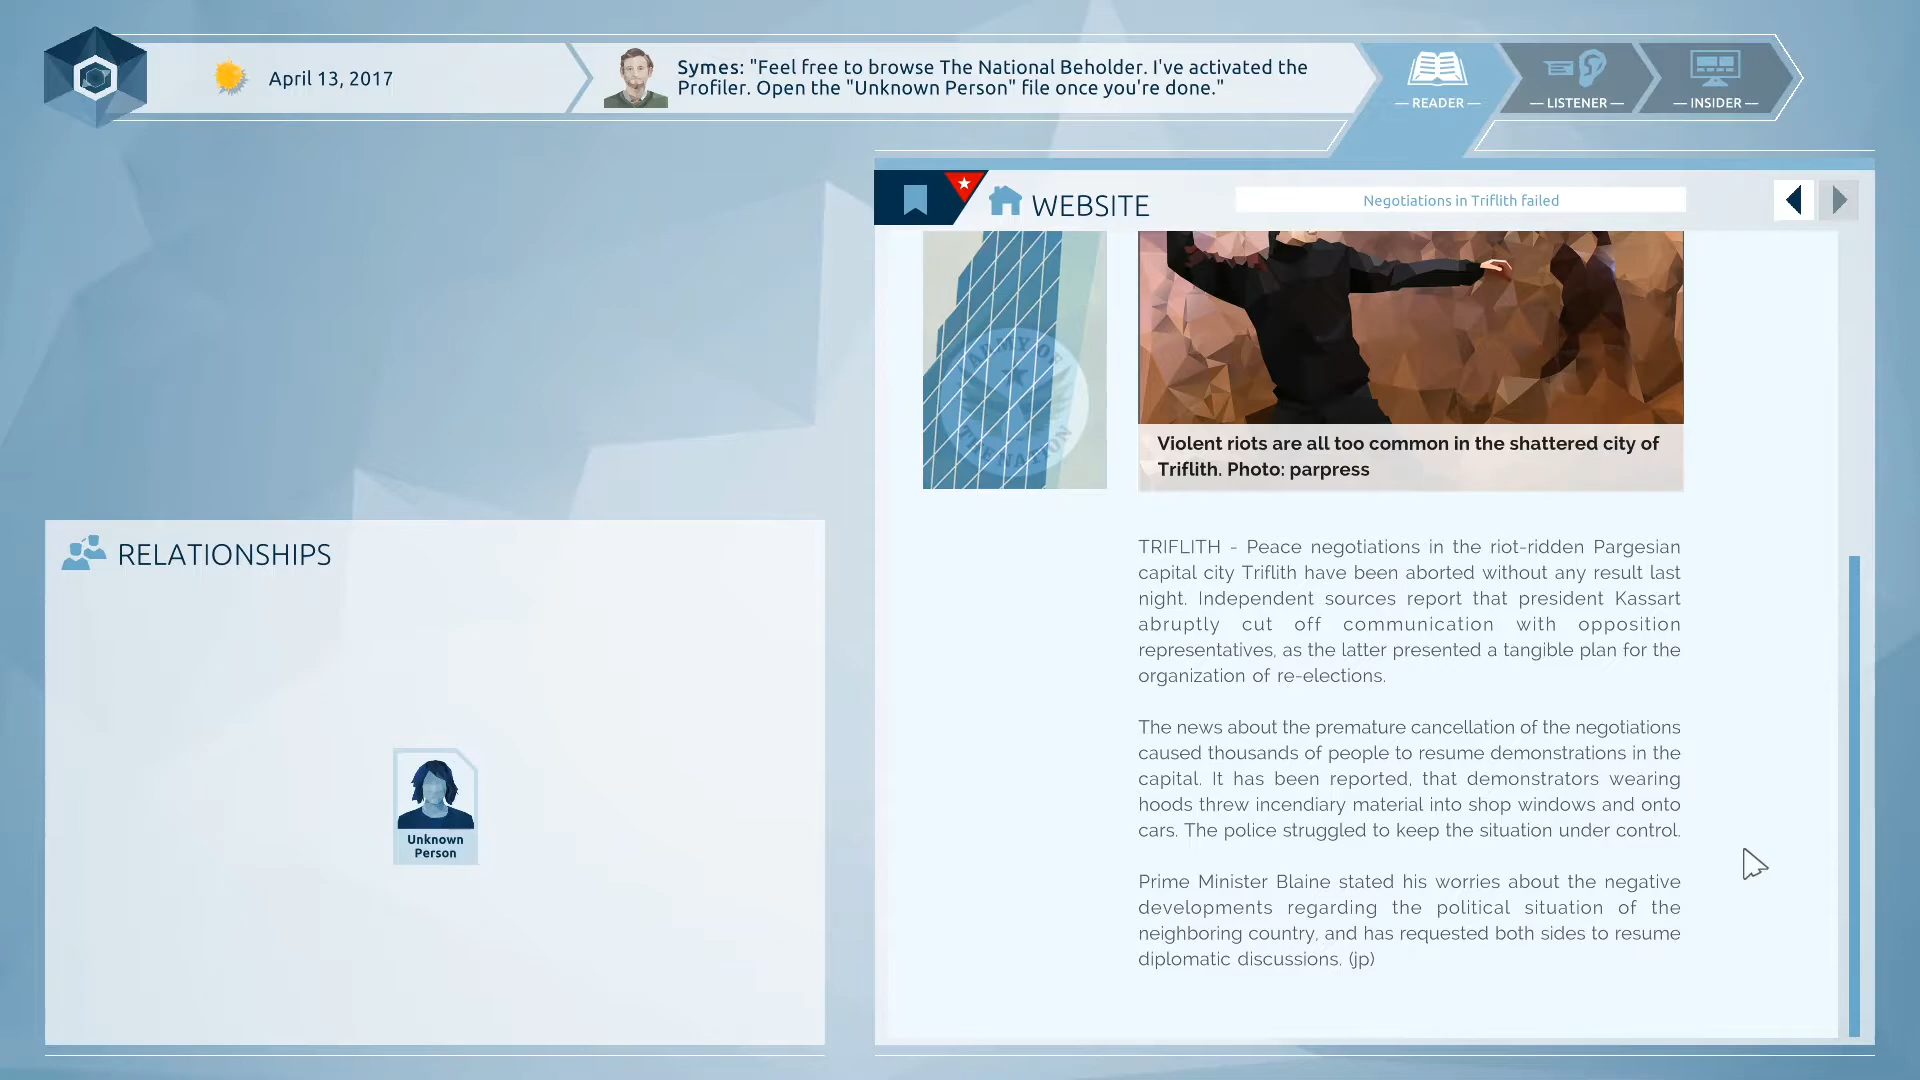 April 13, 2017
Symes: "Feel free to browse The National Beholder. I've activated the
Profiler. Open the "Unknown Person" file once you're done."
— READER —
— LISTENER —
— INSIDER —
WEBSITE
Negotiations in Triflith failed
ARMY OF
Violent riots are all too common in the shattered city of
Triflith. Photo: parpress
RELATIONSHIPS
Unknown
Person
TRIFLITH - Peace negotiations in the riot-ridden Pargesian
capital city Triflith have been aborted without any result last
night. Independent sources report that president Kassart
abruptly cut off communication with opposition
representatives, as the latter presented a tangible plan for the
organization of re-elections.
The news about the premature cancellation of the negotiations
caused thousands of people to resume demonstrations in the
capital. It has been reported, that demonstrators wearing
hoods threw incendiary material into shop windows and onto
cars. The police struggled to keep the situation under control.
Prime Minister Blaine stated his worries about the negative
developments regarding the political situation of the
neighboring country, and has requested both sides to resume
diplomatic discussions. (jp)